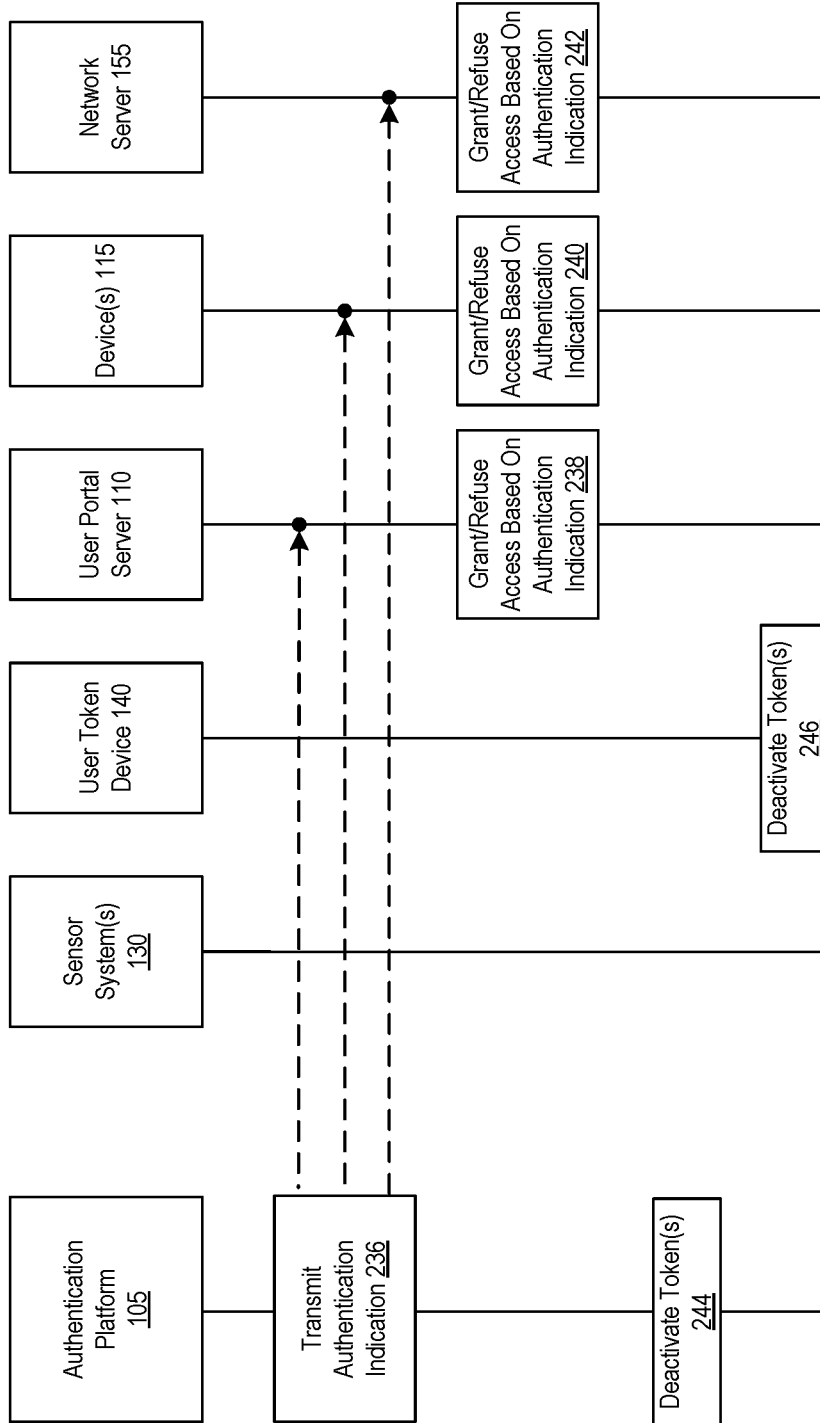 Authentication
Platform
105
Sensor
System(s)
130
User Token
Device 140
User Portal
Server 110
Device(s) 115
Network
Server 155
Transmit
Authentication
Indication 236
Grant/Refuse
Access Based On
Authentication
Indication 238
Grant/Refuse
Access Based On
Authentication
Indication 240
Grant/Refuse
Access Based On
Authentication
Indication 242
Deactivate Token(s)
244
Deactivate Token(s)
246